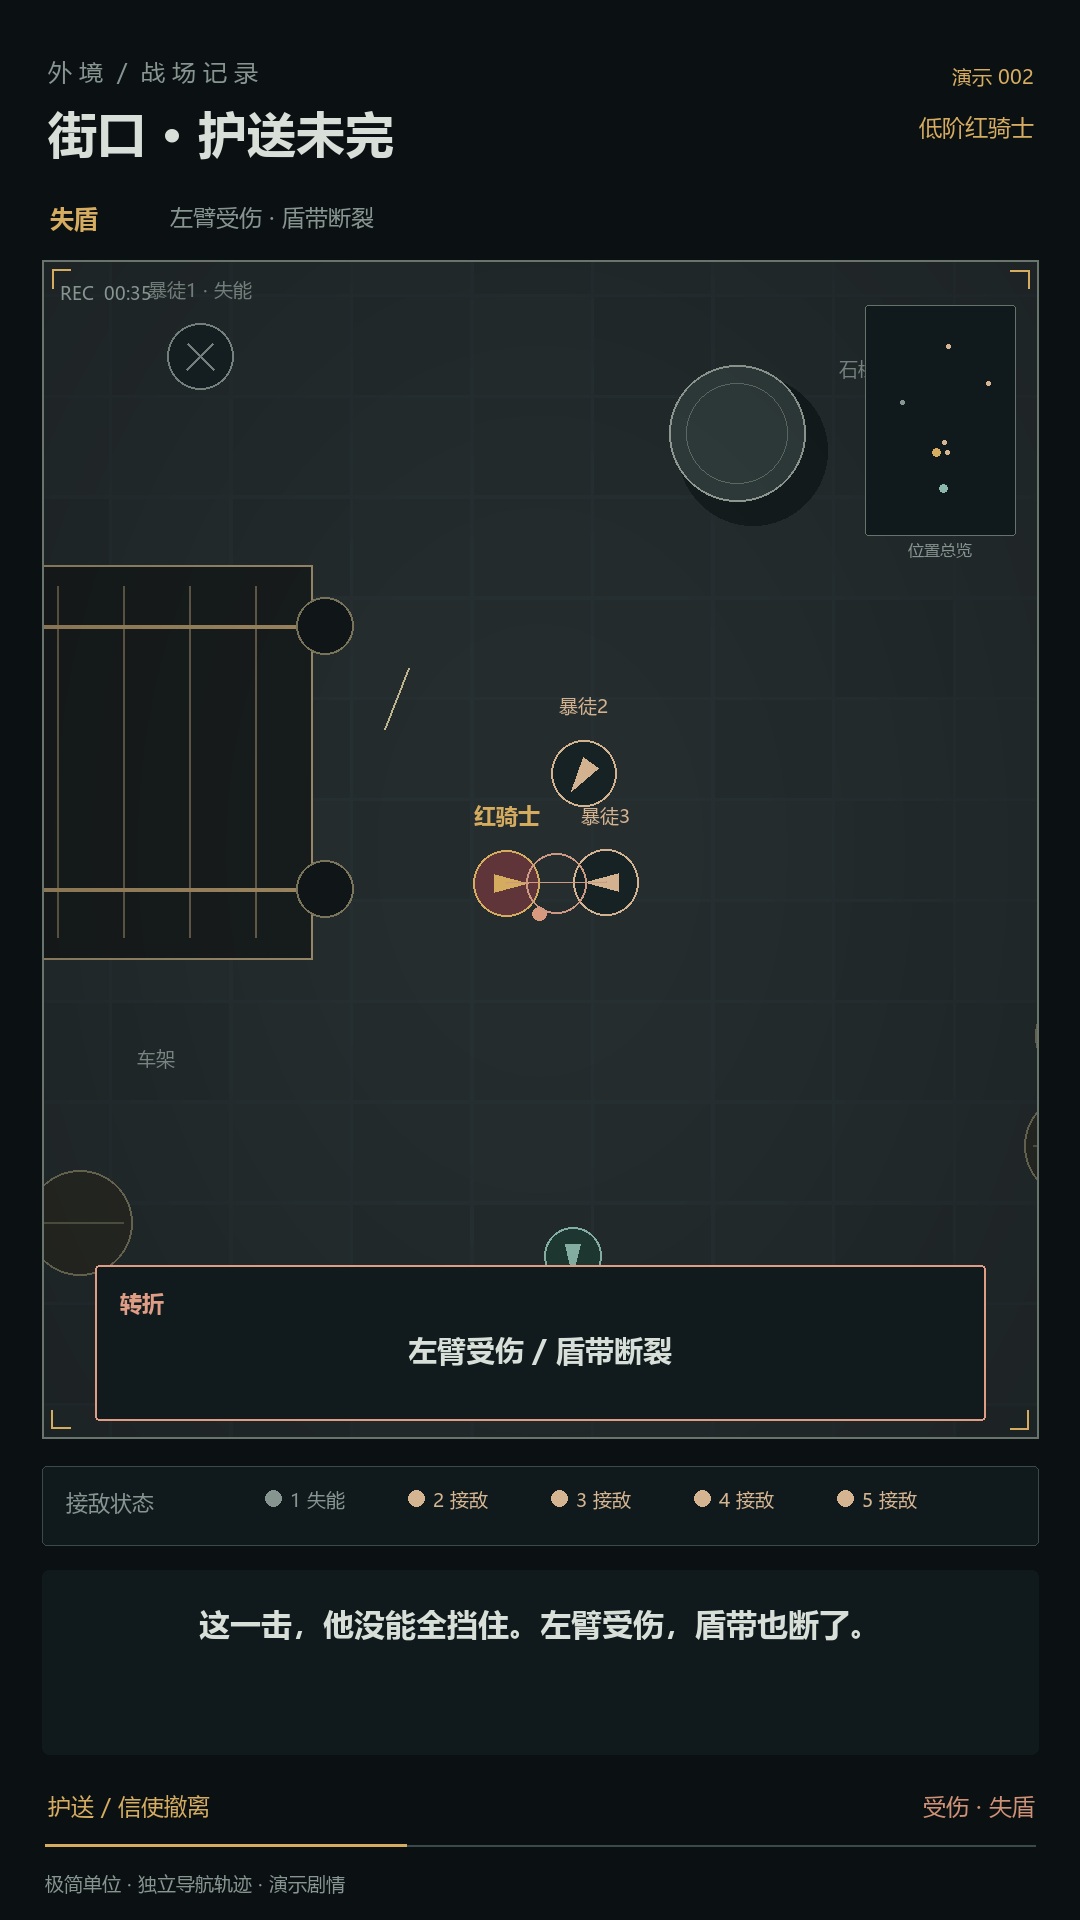 外境 / 战场记录
演示 002
街口 · 护送未完
低阶红骑士
失盾
左臂受伤 · 盾带断裂
REC 00:35
暴徒1 · 失能
石
位置总览
暴徒2
红骑士
暴徒3
车架
转折
左臂受伤 / 盾带断裂
接敌状态
1 失能
2 接敌
3 接敌
4 接敌
5 接敌
这一击，他没能全挡住。左臂受伤，盾带也断了。
护送 / 信使撤离
受伤 · 失盾
极简单位 · 独立导航轨迹 · 演示剧情